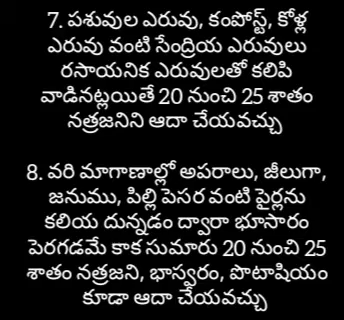 7. పశువుల ఎరువు, కంపోస్ట్, కోళ్ల
ఎరువు వంటి సేంద్రియ ఎరువులు
రసాయనిక ఎరువులతో కలిపి
వాడినట్లయితే 20 నుంచి 25 శాతం
నత్రజనిని ఆదా చేయవచ్చు
8. వరి మాగాణాల్లో అపరాలు, జీలుగా,
జనుము, పిల్లి పెసర వంటి పైర్లను
కలియ దున్నడం ద్వారా భూసారం
పెరగడమే కాక సుమారు 20 నుంచి 25
శాతం నత్రజని, భాస్వరం, పొటాషియం
కూడా ఆదా చేయవచ్చు